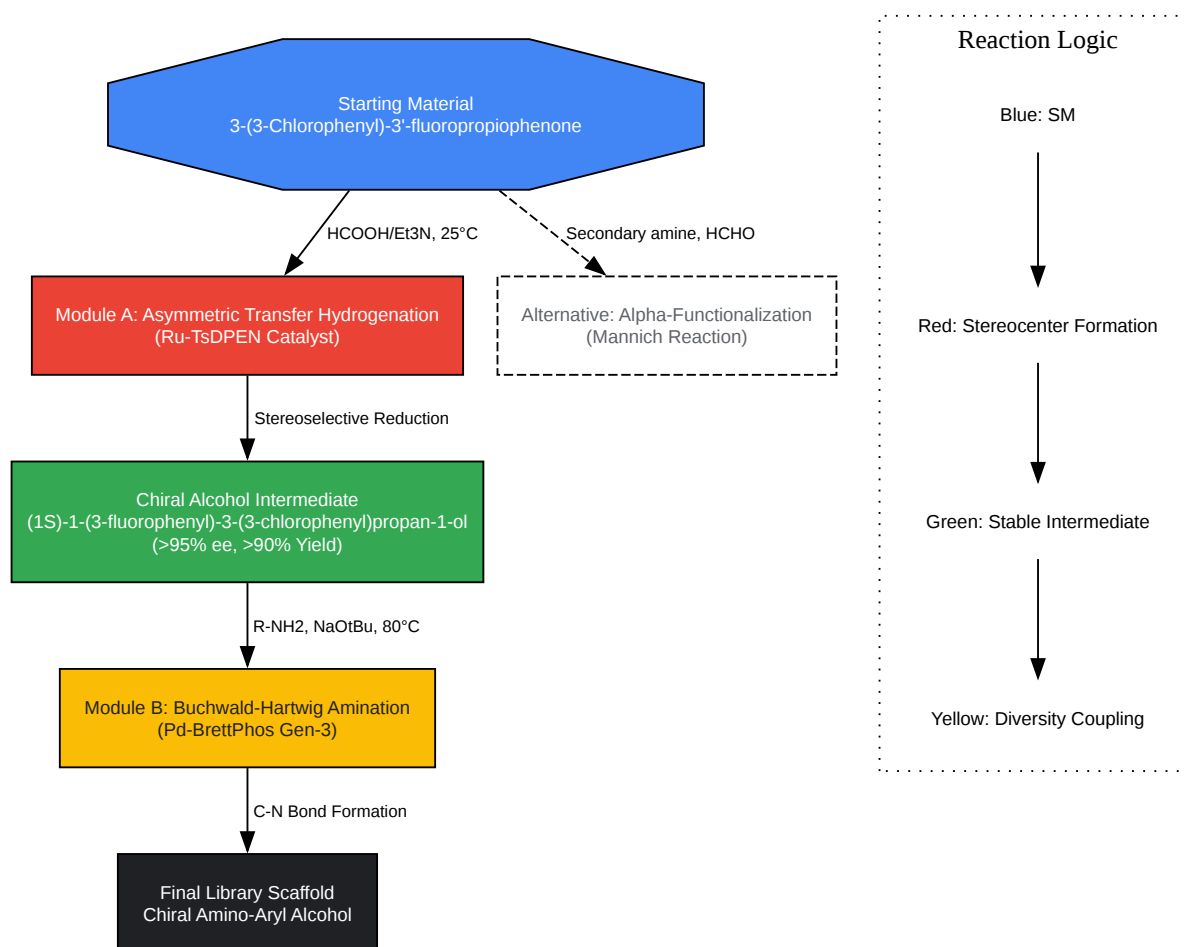 Starting Material
3-(3-Chlorophenyl)-3'-fluoropropiophenone
HCOOH/Et3N, 25°C
Secondary amine, HCHO
Module A: Asymmetric Transfer Hydrogenation
(Ru-TsDPEN Catalyst)
Alternative: Alpha-Functionalization
(Mannich Reaction)
Stereoselective Reduction
Chiral Alcohol Intermediate
(1S)-1-(3-fluorophenyl)-3-(3-chlorophenyl)propan-1-ol
(>95% ee, >90% Yield)
R-NH2, NaOtBu, 80°C
Module B: Buchwald-Hartwig Amination
(Pd-BrettPhos Gen-3)
C-N Bond Formation
Final Library Scaffold
Chiral Amino-Aryl Alcohol
Reaction Logic
Blue: SM
Red: Stereocenter Formation
Green: Stable Intermediate
Yellow: Diversity Coupling